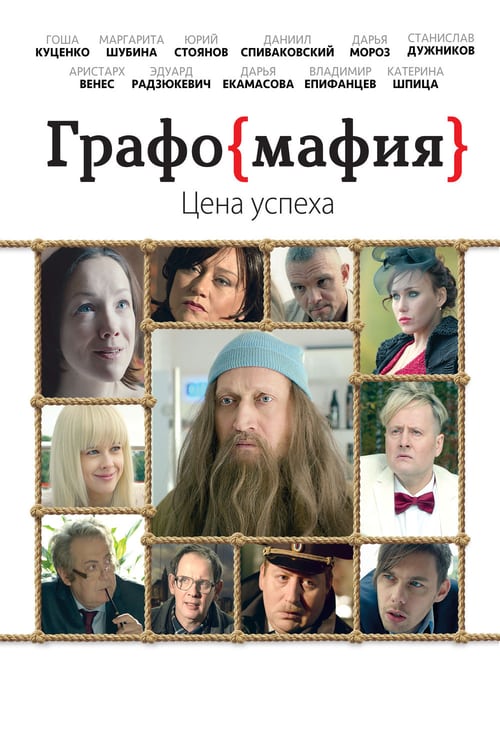 ГОША МАРГАРИТА ЮРИЙ ДАНИИЛ ДАРЬЯ СТАНИСЛАВ
КУЦЕНКО ШУБИНА СТОЯНОВ СПИВАКОВСКИЙ МОРОЗ ДУЖНИКОВ
АРИСТАРХ ЭДУАРД ДАРЬЯ ВЛАДИМИР КАТЕРИНА
ВЕНЕС РАДЗЮКЕВИЧ ЕКАМАСОВА ЕПИФАНЦЕВ ШПИЦА
Графо{мафия}
Цена успеха